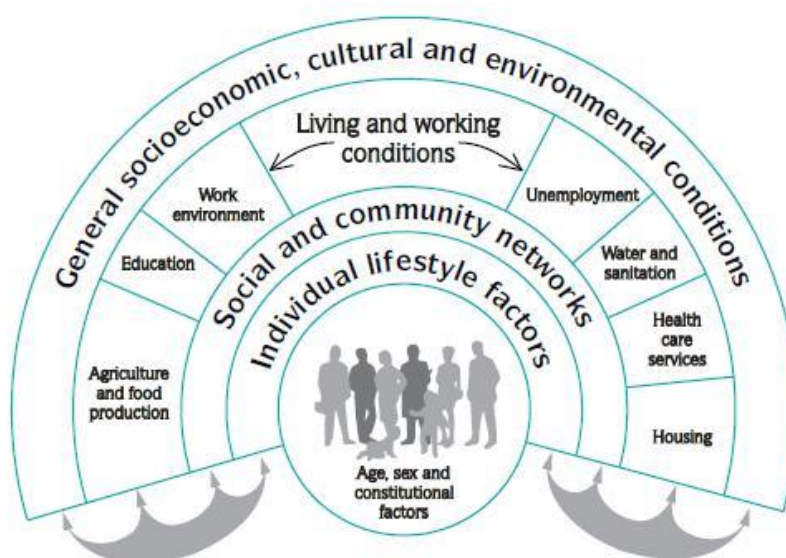 General socioeconomic, cultural and environmental conditions
Living and working
conditions
Work
environment
Unemployment
Education
Water and
sanitation
Agriculture
and food
production
Health
care
services
Housing
Social and community networks
Individual lifestyle factors
Age, sex and
constitutional
factors